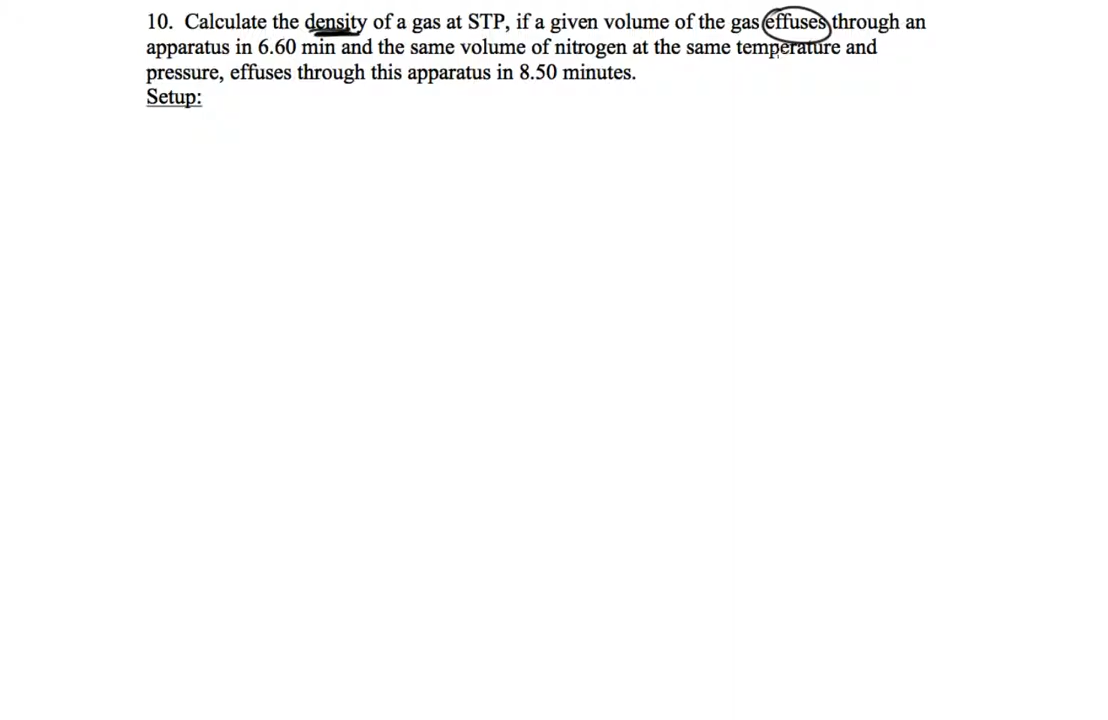 10. Calculate the density of a gas at STP, if a given volume of the gas effuses through an
apparatus in 6.60 min and the same volume of nitrogen at the same temperature and
pressure, effuses through this apparatus in 8.50 minutes.
Setup: